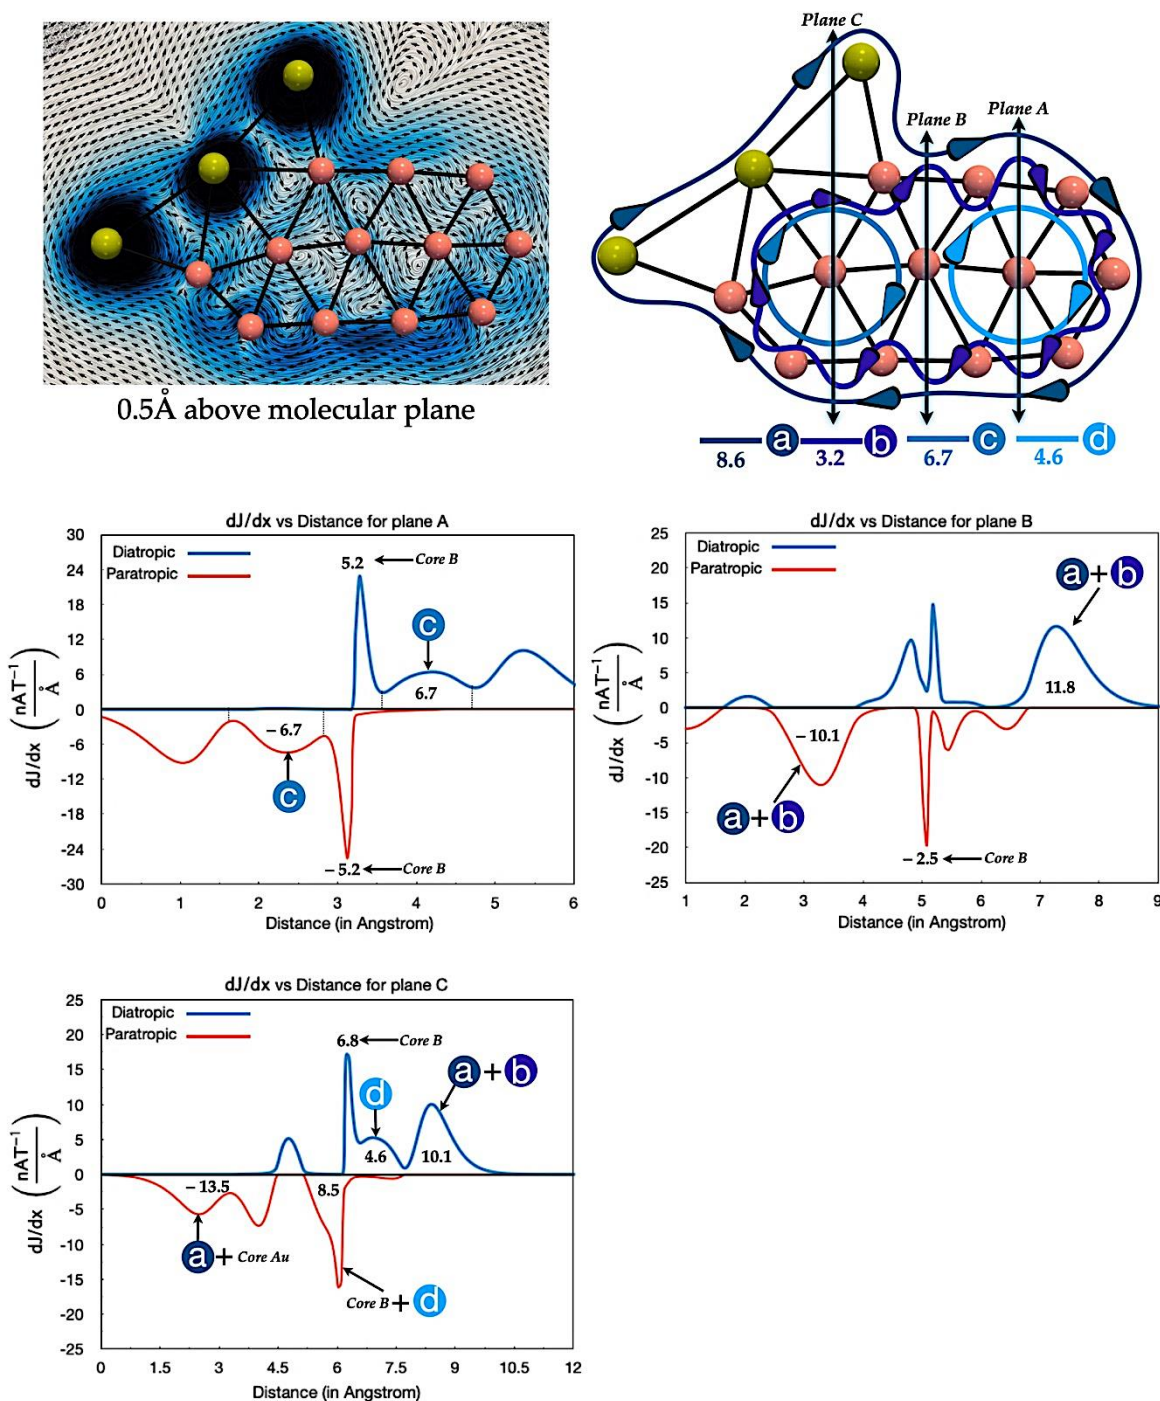 Plane C
Plane B
Plane A
0.5Å above molecular plane
a b c d
8.6 3.2 6.7 4.6
dJ/dx vs Distance for plane A
Diatropic
Paratropic
5.2 Core B
c
6.7
- 6.7
c
- 5.2 Core B
30
24
18
12
6
0
-6
-12
-18
-24
-30
dJ/dx (nAT⁻¹/Å)
0 1 2 3 4 5 6
Distance (in Angstrom)
dJ/dx vs Distance for plane B
Diatropic
Paratropic
a + b
11.8
- 10.1
a + b
- 2.5 Core B
25
20
15
10
5
0
-5
-10
-15
-20
-25
dJ/dx (nAT⁻¹/Å)
1 2 3 4 5 6 7 8 9
Distance (in Angstrom)
dJ/dx vs Distance for plane C
Diatropic
Paratropic
6.8 Core B
a + b
d
4.6 10.1
- 13.5 8.5
a + Core Au
Core B + d
25
20
15
10
5
0
-5
-10
-15
-20
-25
dJ/dx (nAT⁻¹/Å)
0 1.5 3 4.5 6 7.5 9 10.5 12
Distance (in Angstrom)